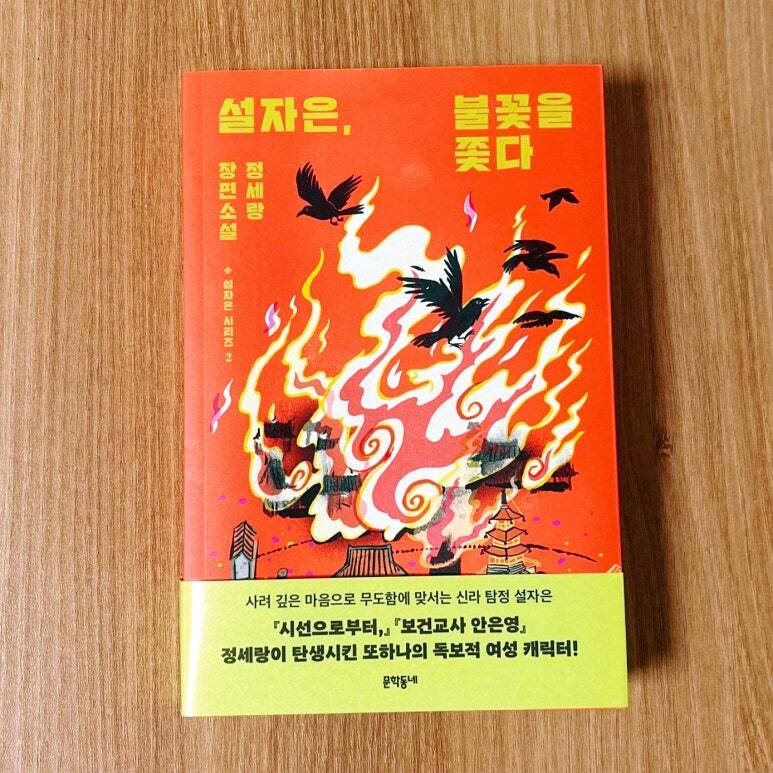 설자은,
불꽃을
쫓다
정세랑
장편소설
설자은 시리즈 2
사려 깊은 마음으로 무도함에 맞서는 신라 탐정 설자은
『시선으로부터,』 『보건교사 안은영』
정세랑이 탄생시킨 또하나의 독보적 여성 캐릭터!
문학동네